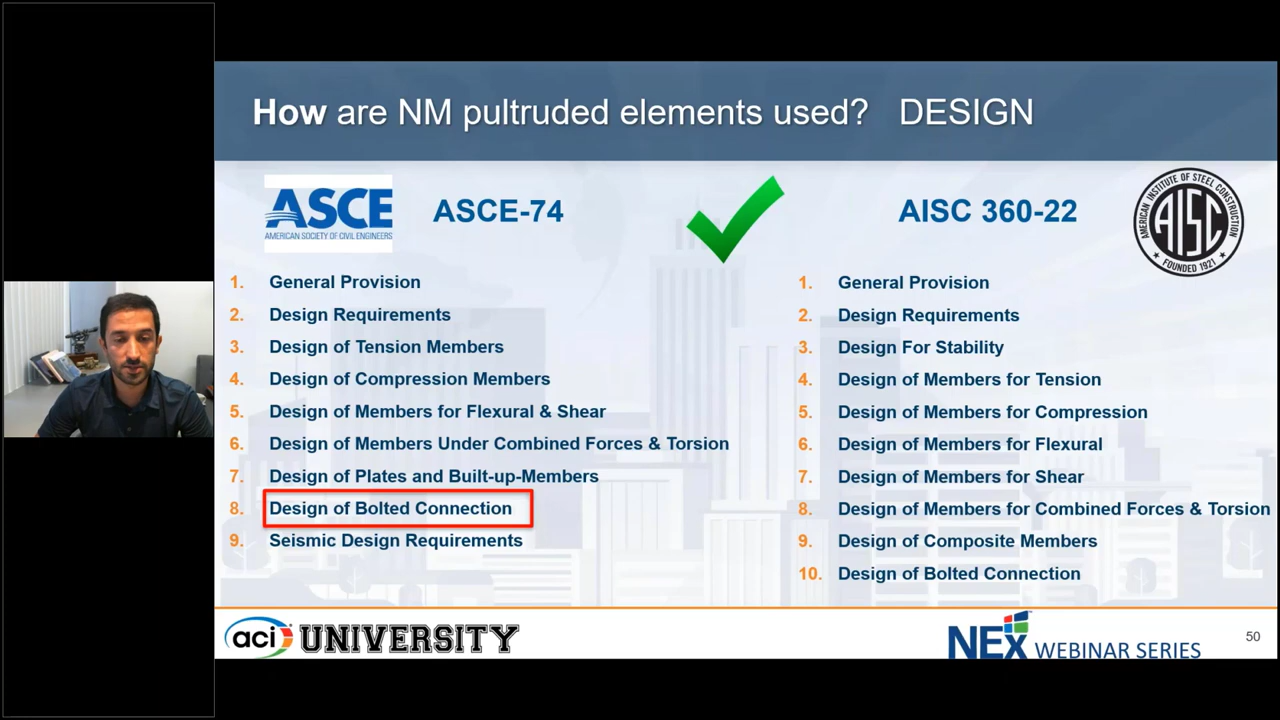 How are NM pultruded elements used? DESIGN
ASCE
AMERICAN SOCIETY OF CIVIL ENGINEERS
ASCE-74
1. General Provision
2. Design Requirements
3. Design of Tension Members
4. Design of Compression Members
5. Design of Members for Flexural & Shear
6. Design of Members Under Combined Forces & Torsion
7. Design of Plates and Built-up-Members
8. Design of Bolted Connection
9. Seismic Design Requirements
AISC 360-22
AMERICAN INSTITUTE OF STEEL CONSTRUCTION
AISC
FOUNDED 1921
1. General Provision
2. Design Requirements
3. Design For Stability
4. Design of Members for Tension
5. Design of Members for Compression
6. Design of Members for Flexural
7. Design of Members for Shear
8. Design of Members for Combined Forces & Torsion
9. Design of Composite Members
10. Design of Bolted Connection
aci UNIVERSITY
NEx WEBINAR SERIES
50